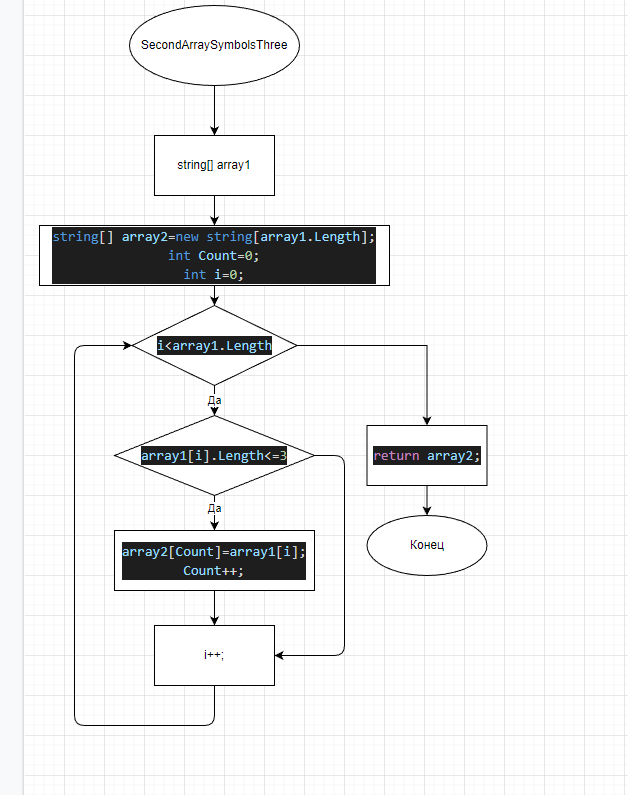 SecondArraySymbolsThree
string[] array1
string[] array2=new string[array1.Length];
int Count=0;
int i=0;
i<array1.Length
Да
array1[i].Length<=3
Да
array2[Count]=array1[i];
Count++;
i++;
return array2;
Конец